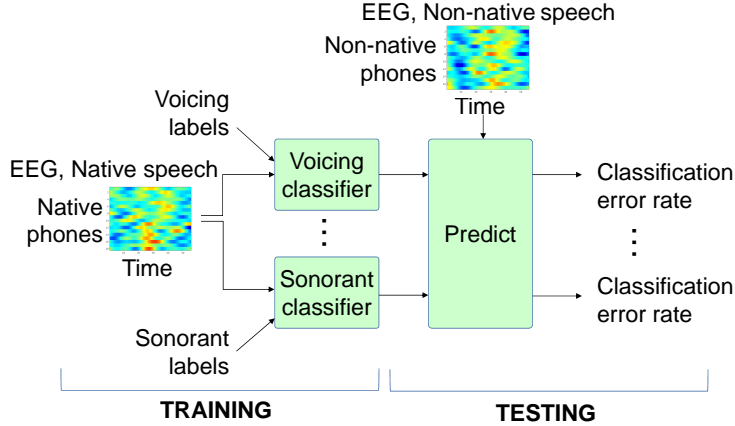 EEG, Non-native speech
Non-native
phones
Time
Voicing
labels
EEG, Native speech
Native
phones
Time
Voicing
classifier
Sonorant
classifier
Sonorant
labels
Predict
Classification
error rate
Classification
error rate
TRAINING
TESTING